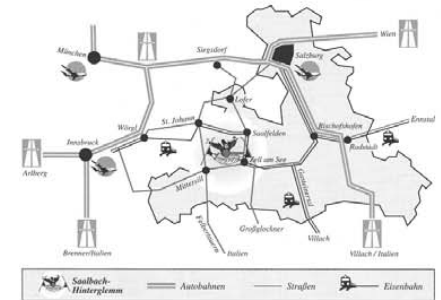 München
Siegsdorf
Salzburg
Wien
Lofer
Wörgl
St. Johann
Saalfelden
Bischofshofen
Ennstal
Radstadt
Innsbruck
Zell am See
Arlberg
Mittersill
Gasteinertal
Felbertauern
Großglockner
Brenner/Italien
Italien
Villach
Villach / Italien
Saalbach-
Hinterglemm
Autobahnen
Straßen
Eisenbahn